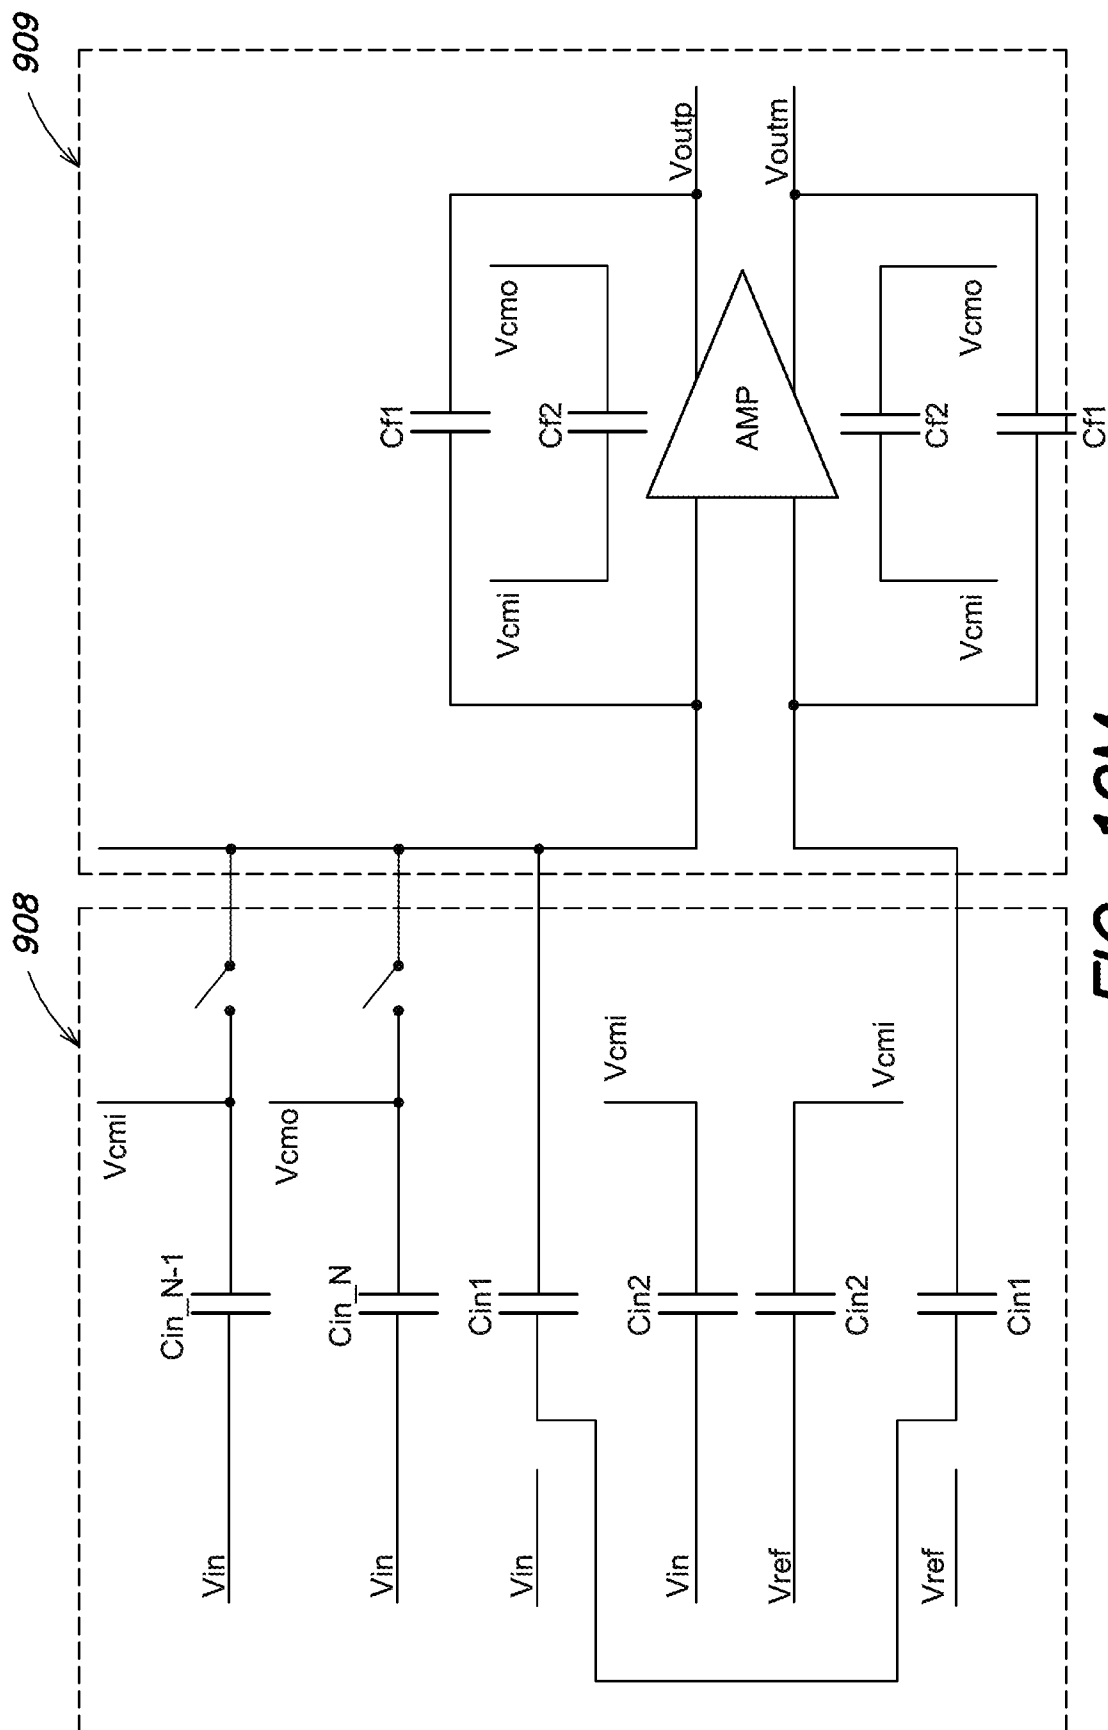 908
909
Vin
Cin_N-1
Vcmi
Vin
Cin_N
Vcmo
Vin
Cin1
Vin
Cin2
Vcmi
Vref
Cin2
Vcmi
Vref
Cin1
Cf1
Vcmi
Cf2
Vcmo
AMP
Voutp
Voutm
Vcmi
Cf2
Vcmo
Cf1